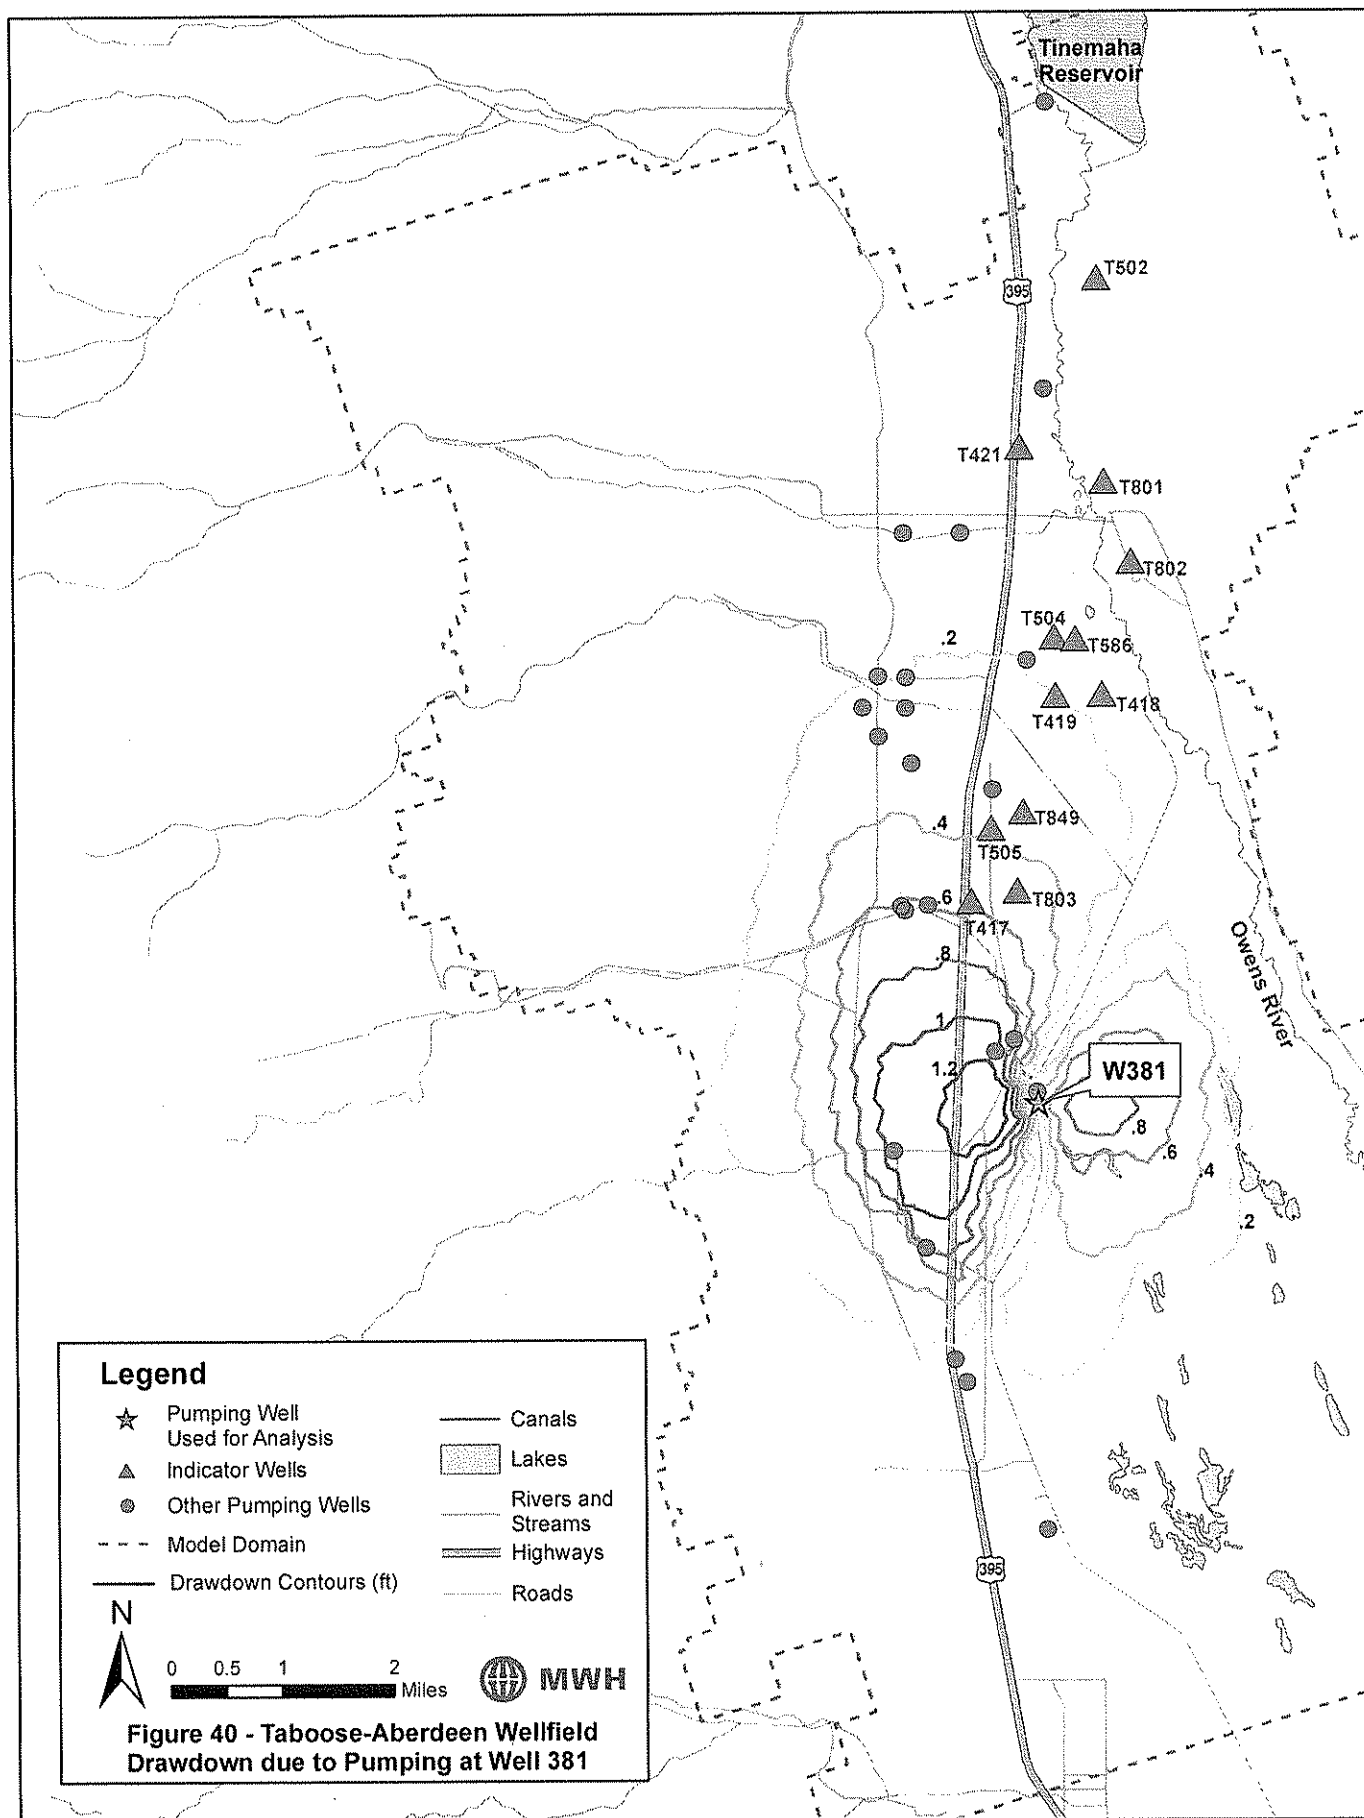 Tinemaha
Reservoir
T502
395
T421
T801
T802
T504
.2
T586
T419
T418
.4
T849
T505
.6
T803
T417
Owens River
.8
1
1.2
W381
.8
.6
.4
.2
Legend
Pumping Well
Used for Analysis
Indicator Wells
Other Pumping Wells
Model Domain
Drawdown Contours (ft)
Canals
Lakes
Rivers and
Streams
Highways
Roads
395
N
0 0.5 1 2
Miles
MWH
Figure 40 - Taboose-Aberdeen Wellfield
Drawdown due to Pumping at Well 381